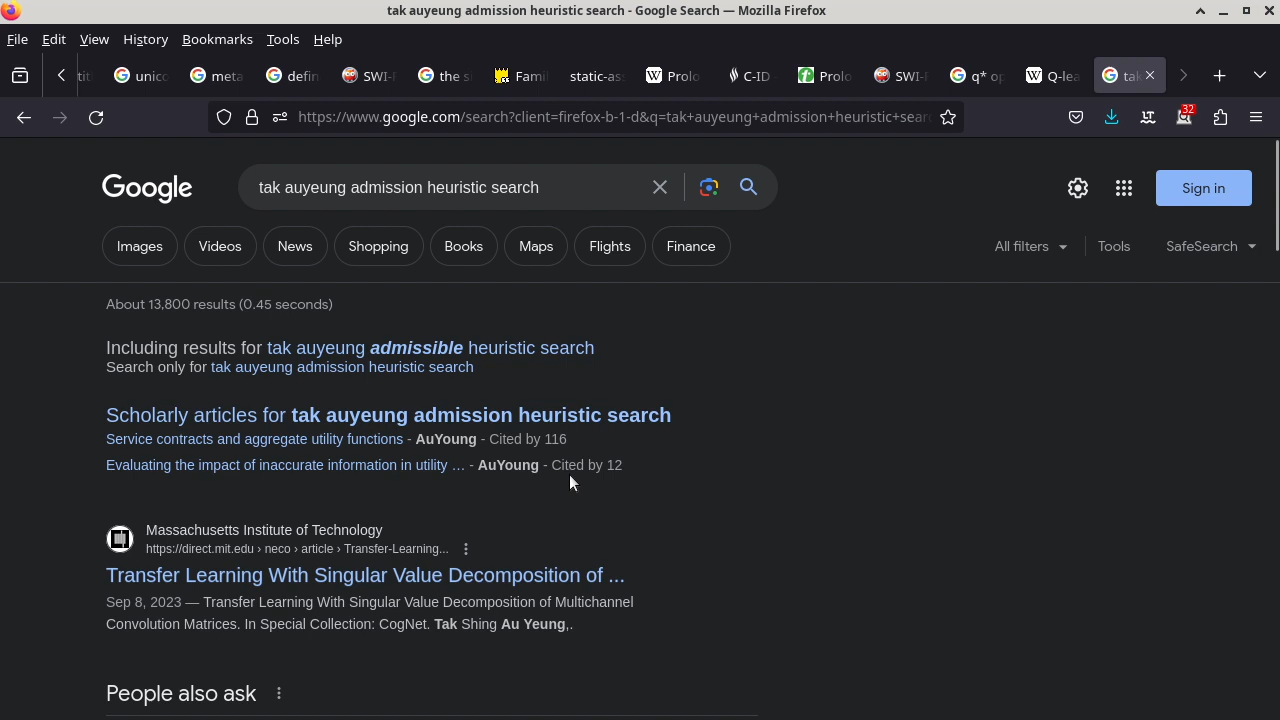 tak auyeung admission heuristic search - Google Search — Mozilla Firefox
File Edit View History Bookmarks Tools Help
unico meta defin SWI-F the s Famil static-ass Prolo C-ID Prolo SWI-F q* op Q-lea tak
https://www.google.com/search?client=firefox-b-1-d&q=tak+auyeung+admission+heuristic+sear
32
Google
tak auyeung admission heuristic search
Sign in
Images Videos News Shopping Books Maps Flights Finance
All filters Tools SafeSearch
About 13,800 results (0.45 seconds)
Including results for tak auyeung admissible heuristic search
Search only for tak auyeung admission heuristic search
Scholarly articles for tak auyeung admission heuristic search
Service contracts and aggregate utility functions - AuYoung - Cited by 116
Evaluating the impact of inaccurate information in utility … - AuYoung - Cited by 12
Massachusetts Institute of Technology
https://direct.mit.edu › neco › article › Transfer-Learning...
Transfer Learning With Singular Value Decomposition of ...
Sep 8, 2023 — Transfer Learning With Singular Value Decomposition of Multichannel
Convolution Matrices. In Special Collection: CogNet. Tak Shing Au Yeung,.
People also ask